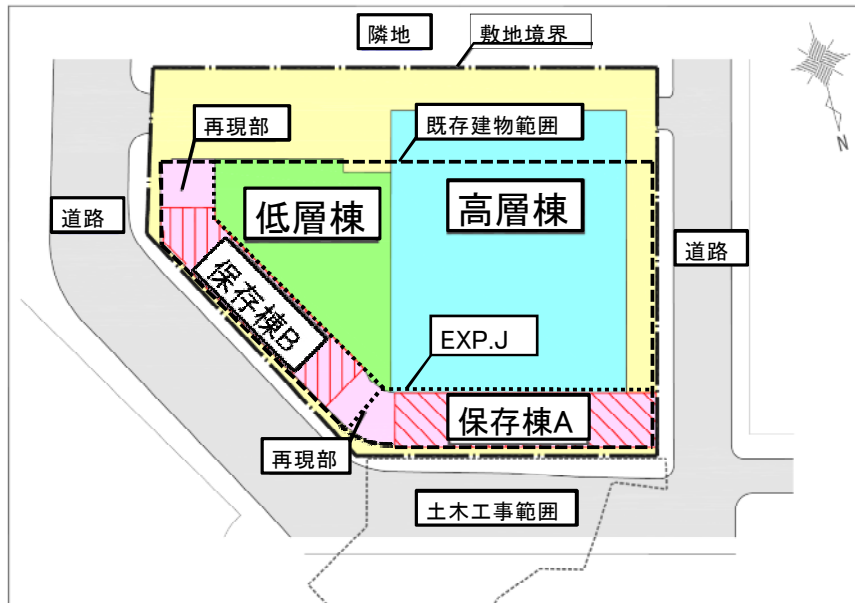 隣地
敷地境界
再現部
既存建物範囲
N
低層棟
高層棟
道路
道路
保存棟B
EXP.J
保存棟A
再現部
土木工事範囲